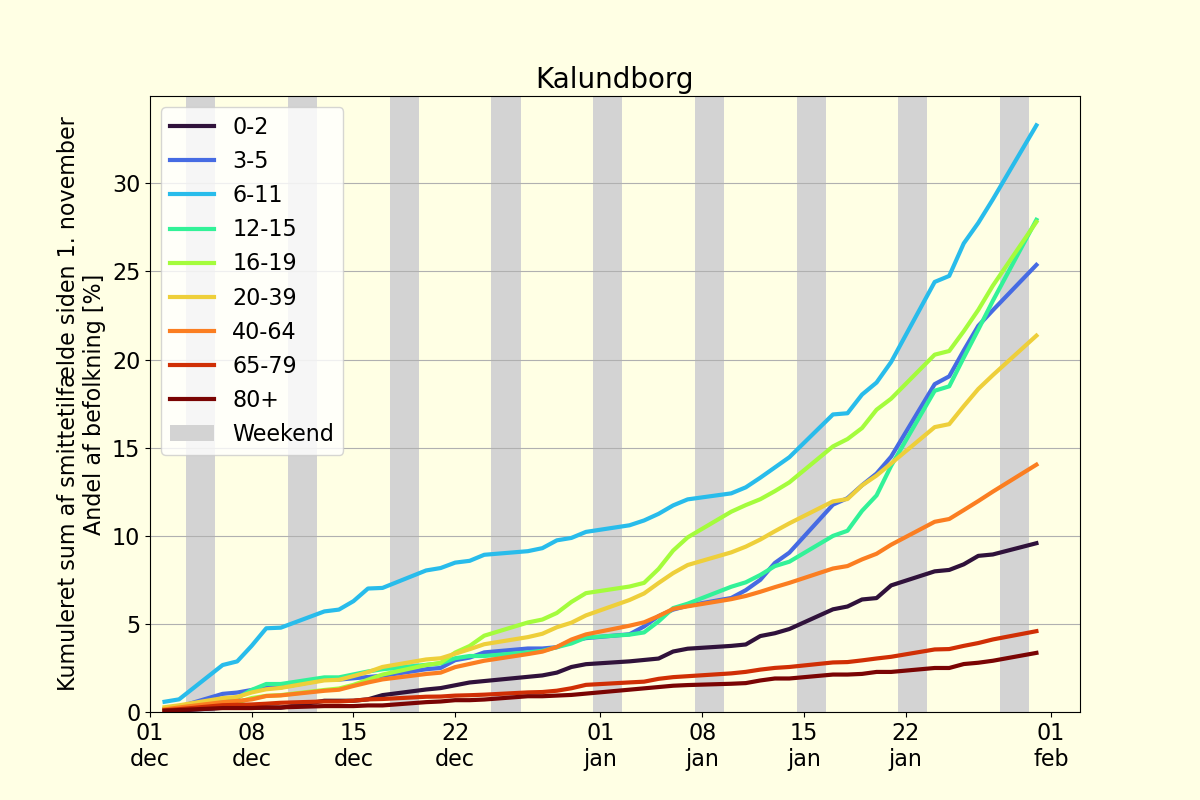 Kalundborg
Kumuleret sum af smittetilfælde siden 1. november
Andel af befolkning [%]
30
25
20
15
10
5
0
0-2
3-5
6-11
12-15
16-19
20-39
40-64
65-79
80+
Weekend
01 08 15 22 01 08 15 22 01
dec dec dec dec jan jan jan jan feb